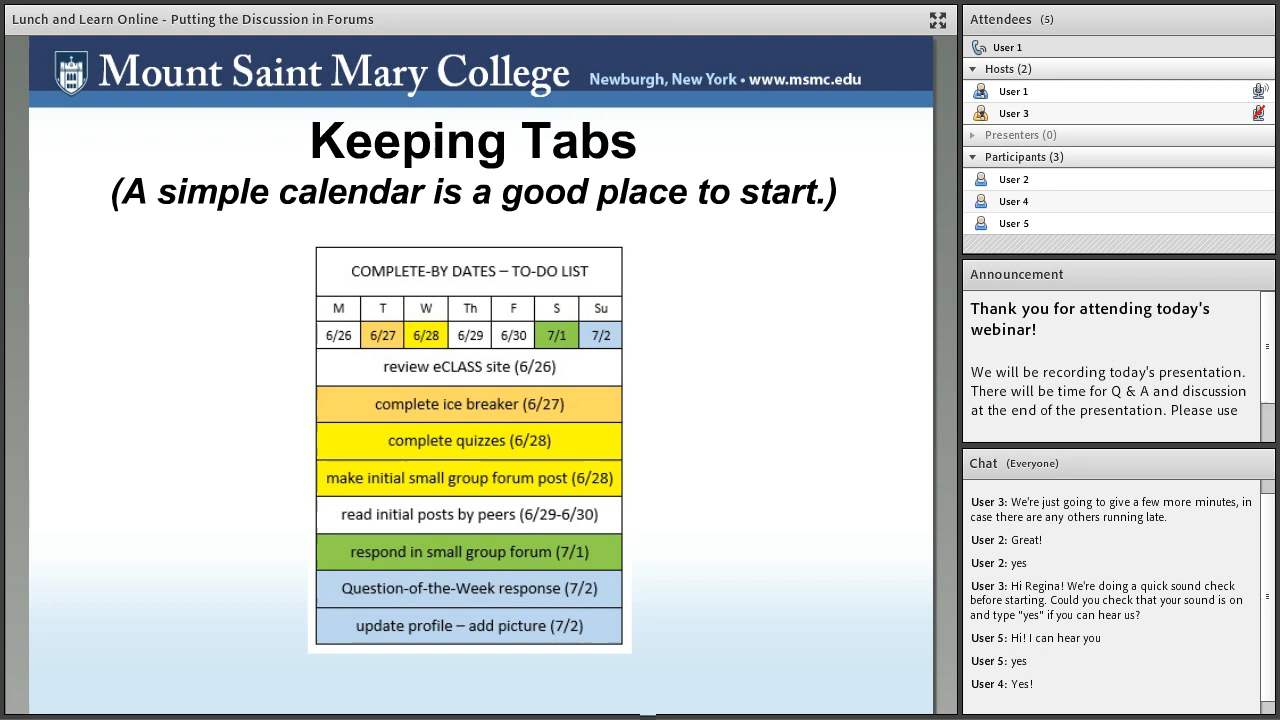 Lunch and Learn Online - Putting the Discussion in Forums
Mount Saint Mary College Newburgh, New York • www.msmc.edu
Keeping Tabs
(A simple calendar is a good place to start.)
COMPLETE-BY DATES – TO-DO LIST
M T W Th F S Su
6/26 6/27 6/28 6/29 6/30 7/1 7/2
review eCLASS site (6/26)
complete ice breaker (6/27)
complete quizzes (6/28)
make initial small group forum post (6/28)
read initial posts by peers (6/29-6/30)
respond in small group forum (7/1)
Question-of-the-Week response (7/2)
update profile – add picture (7/2)
Attendees (5)
User 1
Hosts (2)
User 1
User 3
Presenters (0)
Participants (3)
User 2
User 4
User 5
Announcement
Thank you for attending today's
webinar!
We will be recording today's presentation.
There will be time for Q & A and discussion
at the end of the presentation. Please use
Chat (Everyone)
User 3: We're just going to give a few more minutes, in
case there are any others running late.
User 2: Great!
User 2: yes
User 3: Hi Regina! We're doing a quick sound check
before starting. Could you check that your sound is on
and type "yes" if you can hear us?
User 5: Hi! I can hear you
User 5: yes
User 4: Yes!